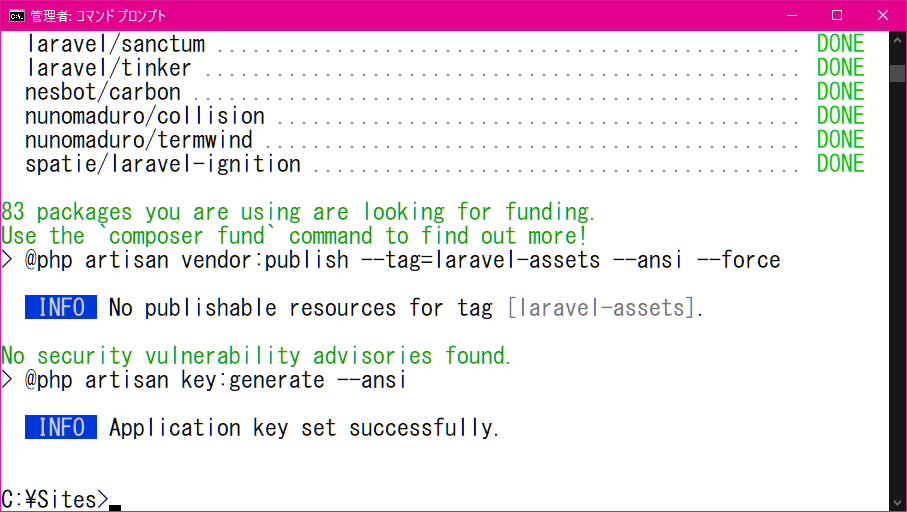 管理者: コマンド プロンプト
laravel/sanctum ................................................. DONE
laravel/tinker .................................................. DONE
nesbot/carbon ................................................... DONE
nunomaduro/collision ............................................ DONE
nunomaduro/termwind ............................................. DONE
spatie/laravel-ignition ......................................... DONE
83 packages you are using are looking for funding.
Use the `composer fund` command to find out more!
> @php artisan vendor:publish --tag=laravel-assets --ansi --force
INFO No publishable resources for tag [laravel-assets].
No security vulnerability advisories found.
> @php artisan key:generate --ansi
INFO Application key set successfully.
C:¥Sites>